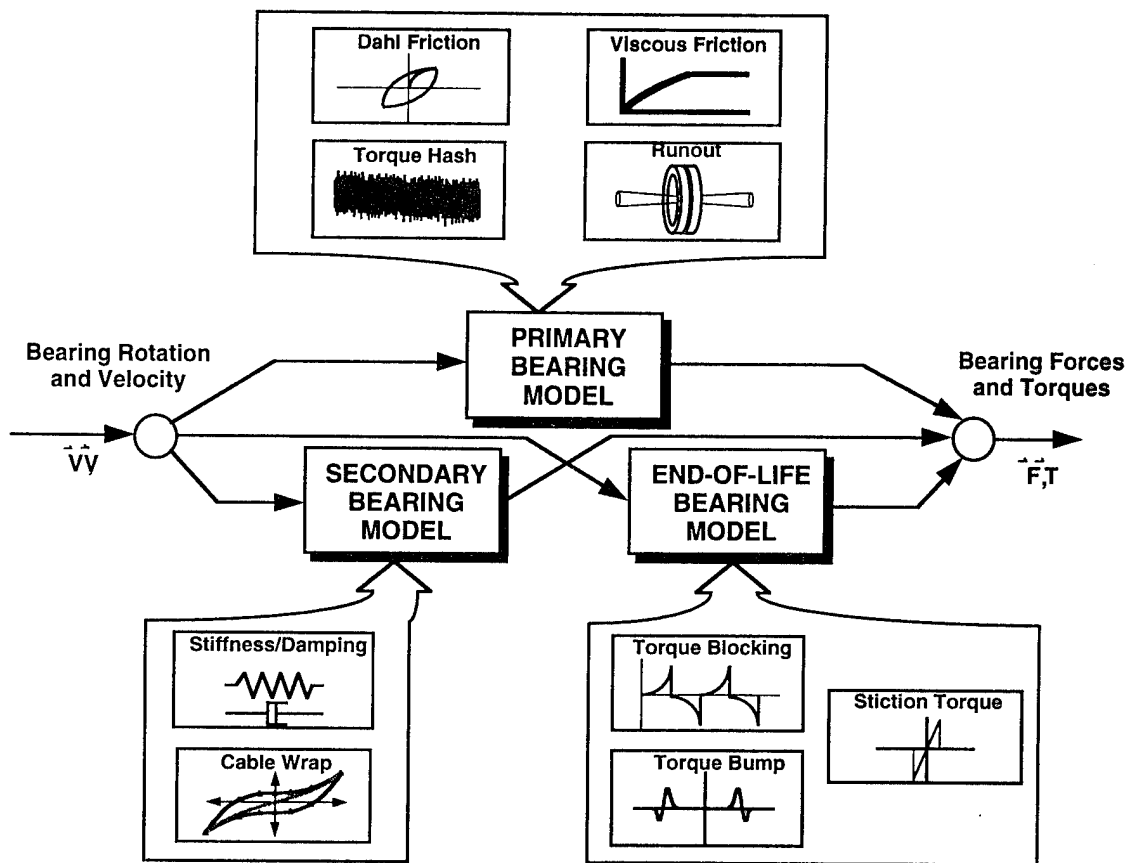 Dahl Friction
Viscous Friction
Torque Hash
Runout
PRIMARY
BEARING
MODEL
Bearing Rotation
and Velocity
Bearing Forces
and Torques
V̄V̄
F,T
SECONDARY
BEARING
MODEL
END-OF-LIFE
BEARING
MODEL
Stiffness/Damping
Cable Wrap
Torque Blocking
Stiction Torque
Torque Bump